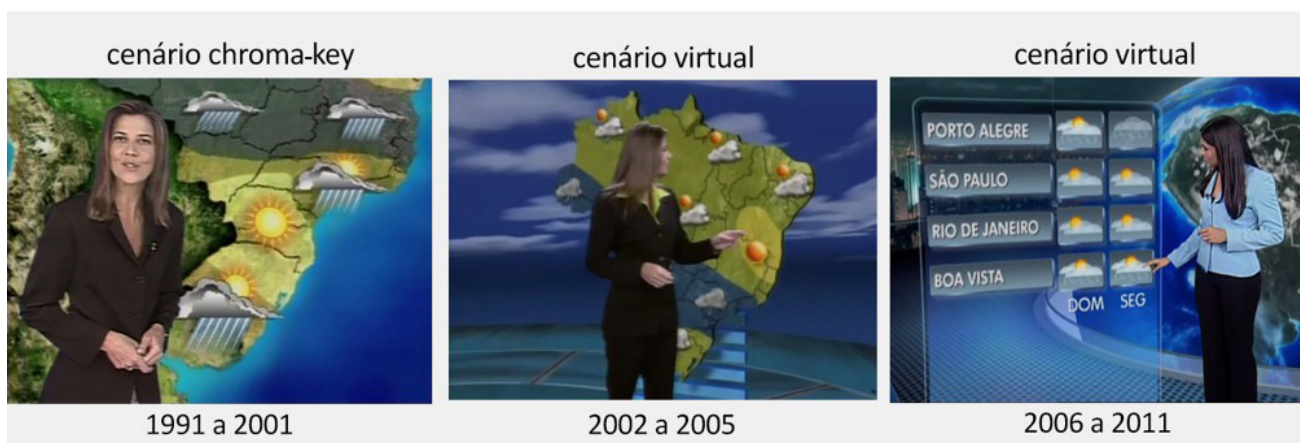 cenário chroma-key
cenário virtual
cenário virtual
PORTO ALEGRE
SÃO PAULO
RIO DE JANEIRO
BOA VISTA
DOM SEG
1991 a 2001
2002 a 2005
2006 a 2011